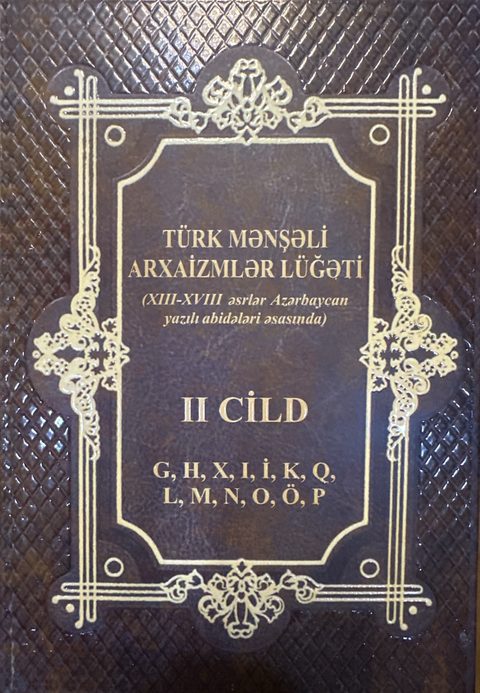 TÜRK MƏNŞƏLİ
ARXAİZMLƏR LÜĞƏTİ
(XIII-XVIII əsrlər Azərbaycan
yazılı abidələri əsasında)
II CİLD
G, H, X, I, İ, K, Q,
L, M, N, O, Ö, P